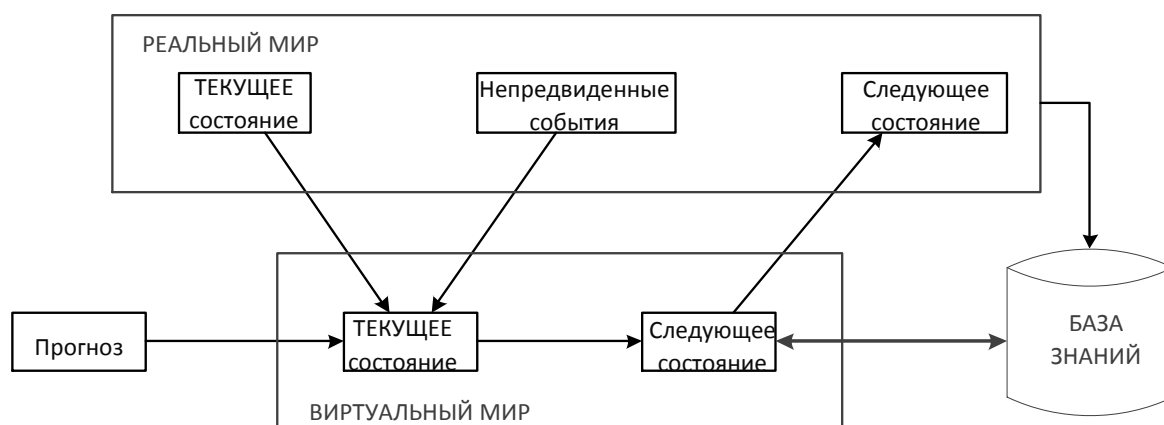 РЕАЛЬНЫЙ МИР
ТЕКУЩЕЕ
состояние
Непредвиденные
события
Следующее
состояние
Прогноз
ТЕКУЩЕЕ
состояние
Следующее
состояние
БАЗА
ЗНАНИЙ
ВИРТУАЛЬНЫЙ МИР